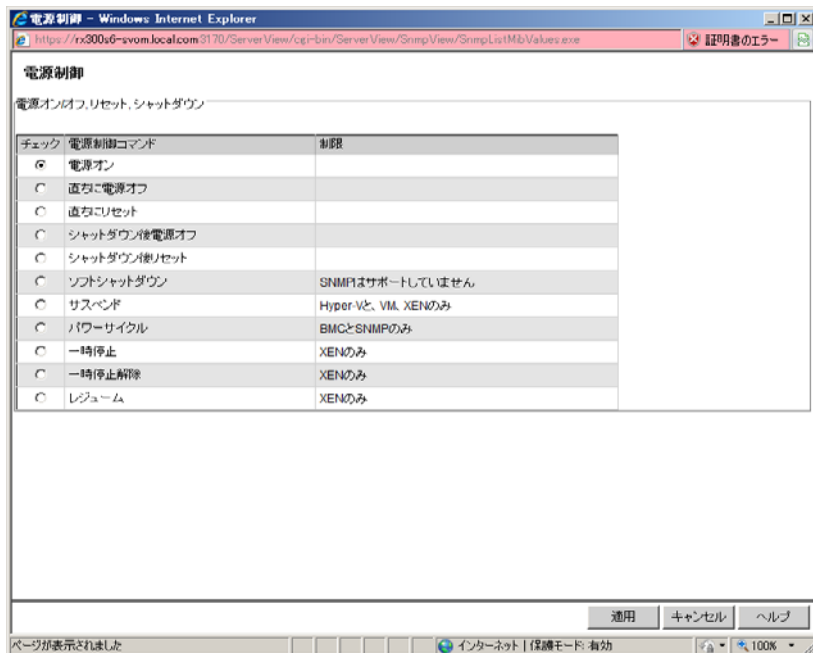 電源制御 - Windows Internet Explorer
https://rx300s6-svom.local.com:3170/ServerView/cgi-bin/ServerView/SnmpView/SnmpListMibValues.exe 証明書のエラー
電源制御
電源オン/オフ,リセット,シャットダウン
チェック 電源制御コマンド 制限
電源オン
直ちに電源オフ
直ちにリセット
シャットダウン後電源オフ
シャットダウン後リセット
ソフトシャットダウン SNMPはサポートしていません
サスペンド Hyper-Vと、VM、XENのみ
パワーサイクル BMCとSNMPのみ
一時停止 XENのみ
一時停止解除 XENのみ
レジューム XENのみ
適用 キャンセル ヘルプ
ページが表示されました インターネット | 保護モード: 有効 100%